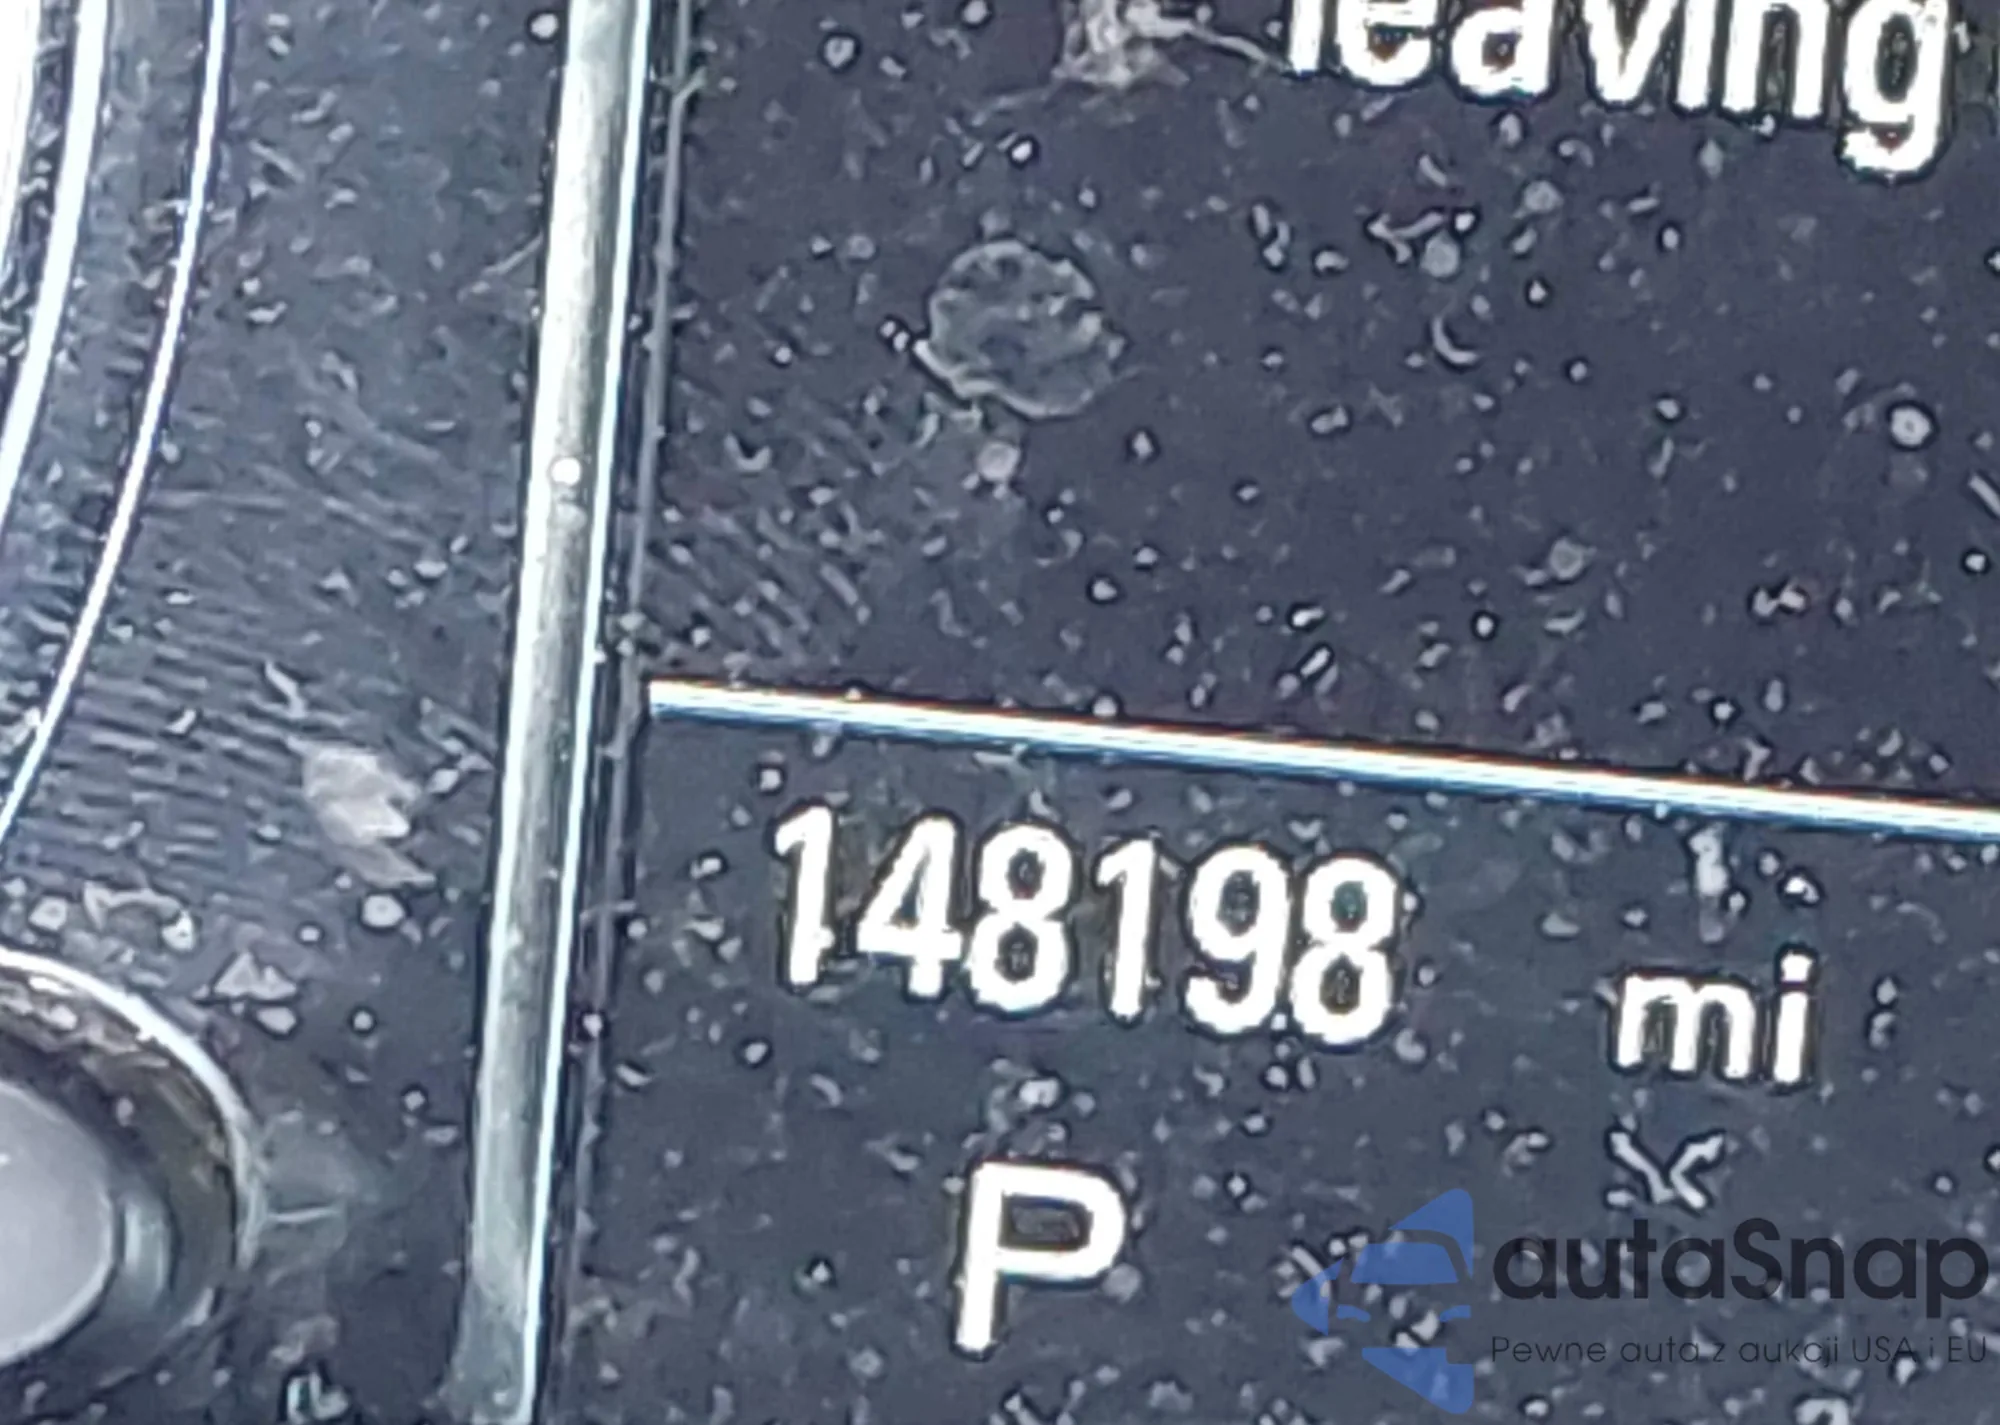 leaving
148198 mi
P
autaSnap
Pewne auta z aukcji USA i EU